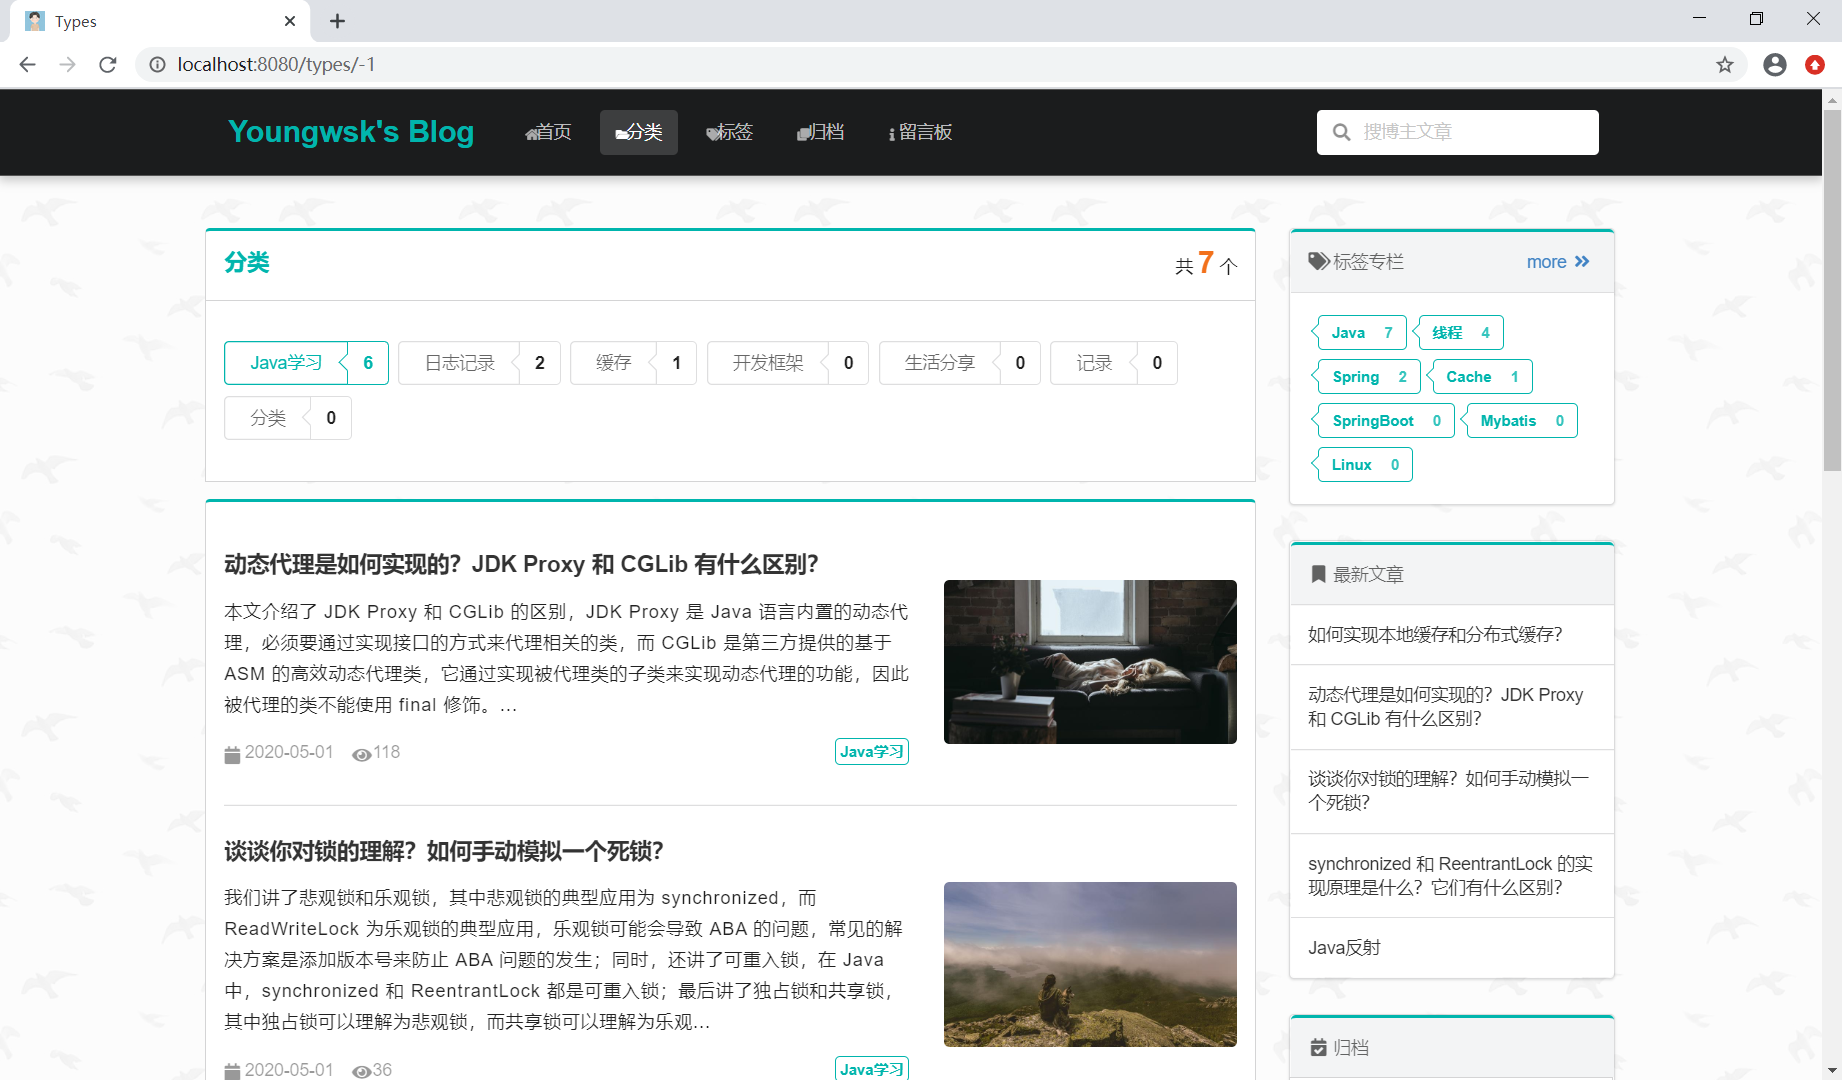 Types
localhost:8080/types/-1
Youngwsk's Blog
首页
分类
标签
归档
留言板
搜博主文章
分类
共 7 个
Java学习 6
日志记录 2
缓存 1
开发框架 0
生活分享 0
记录 0
分类 0
动态代理是如何实现的？JDK Proxy 和 CGLib 有什么区别？
本文介绍了 JDK Proxy 和 CGLib 的区别，JDK Proxy 是 Java 语言内置的动态代
理，必须要通过实现接口的方式来代理相关的类，而 CGLib 是第三方提供的基于
ASM 的高效动态代理类，它通过实现被代理类的子类来实现动态代理的功能，因此
被代理的类不能使用 final 修饰。...
2020-05-01 118
Java学习
谈谈你对锁的理解？如何手动模拟一个死锁？
我们讲了悲观锁和乐观锁，其中悲观锁的典型应用为 synchronized，而
ReadWriteLock 为乐观锁的典型应用，乐观锁可能会导致 ABA 的问题，常见的解
决方案是添加版本号来防止 ABA 问题的发生；同时，还讲了可重入锁，在 Java
中，synchronized 和 ReentrantLock 都是可重入锁；最后讲了独占锁和共享锁，
其中独占锁可以理解为悲观锁，而共享锁可以理解为乐观...
2020-05-01 36
Java学习
标签专栏
more
Java 7
线程 4
Spring 2
Cache 1
SpringBoot 0
Mybatis 0
Linux 0
最新文章
如何实现本地缓存和分布式缓存？
动态代理是如何实现的？JDK Proxy
和 CGLib 有什么区别？
谈谈你对锁的理解？如何手动模拟一
个死锁？
synchronized 和 ReentrantLock 的实
现原理是什么？它们有什么区别？
Java反射
归档